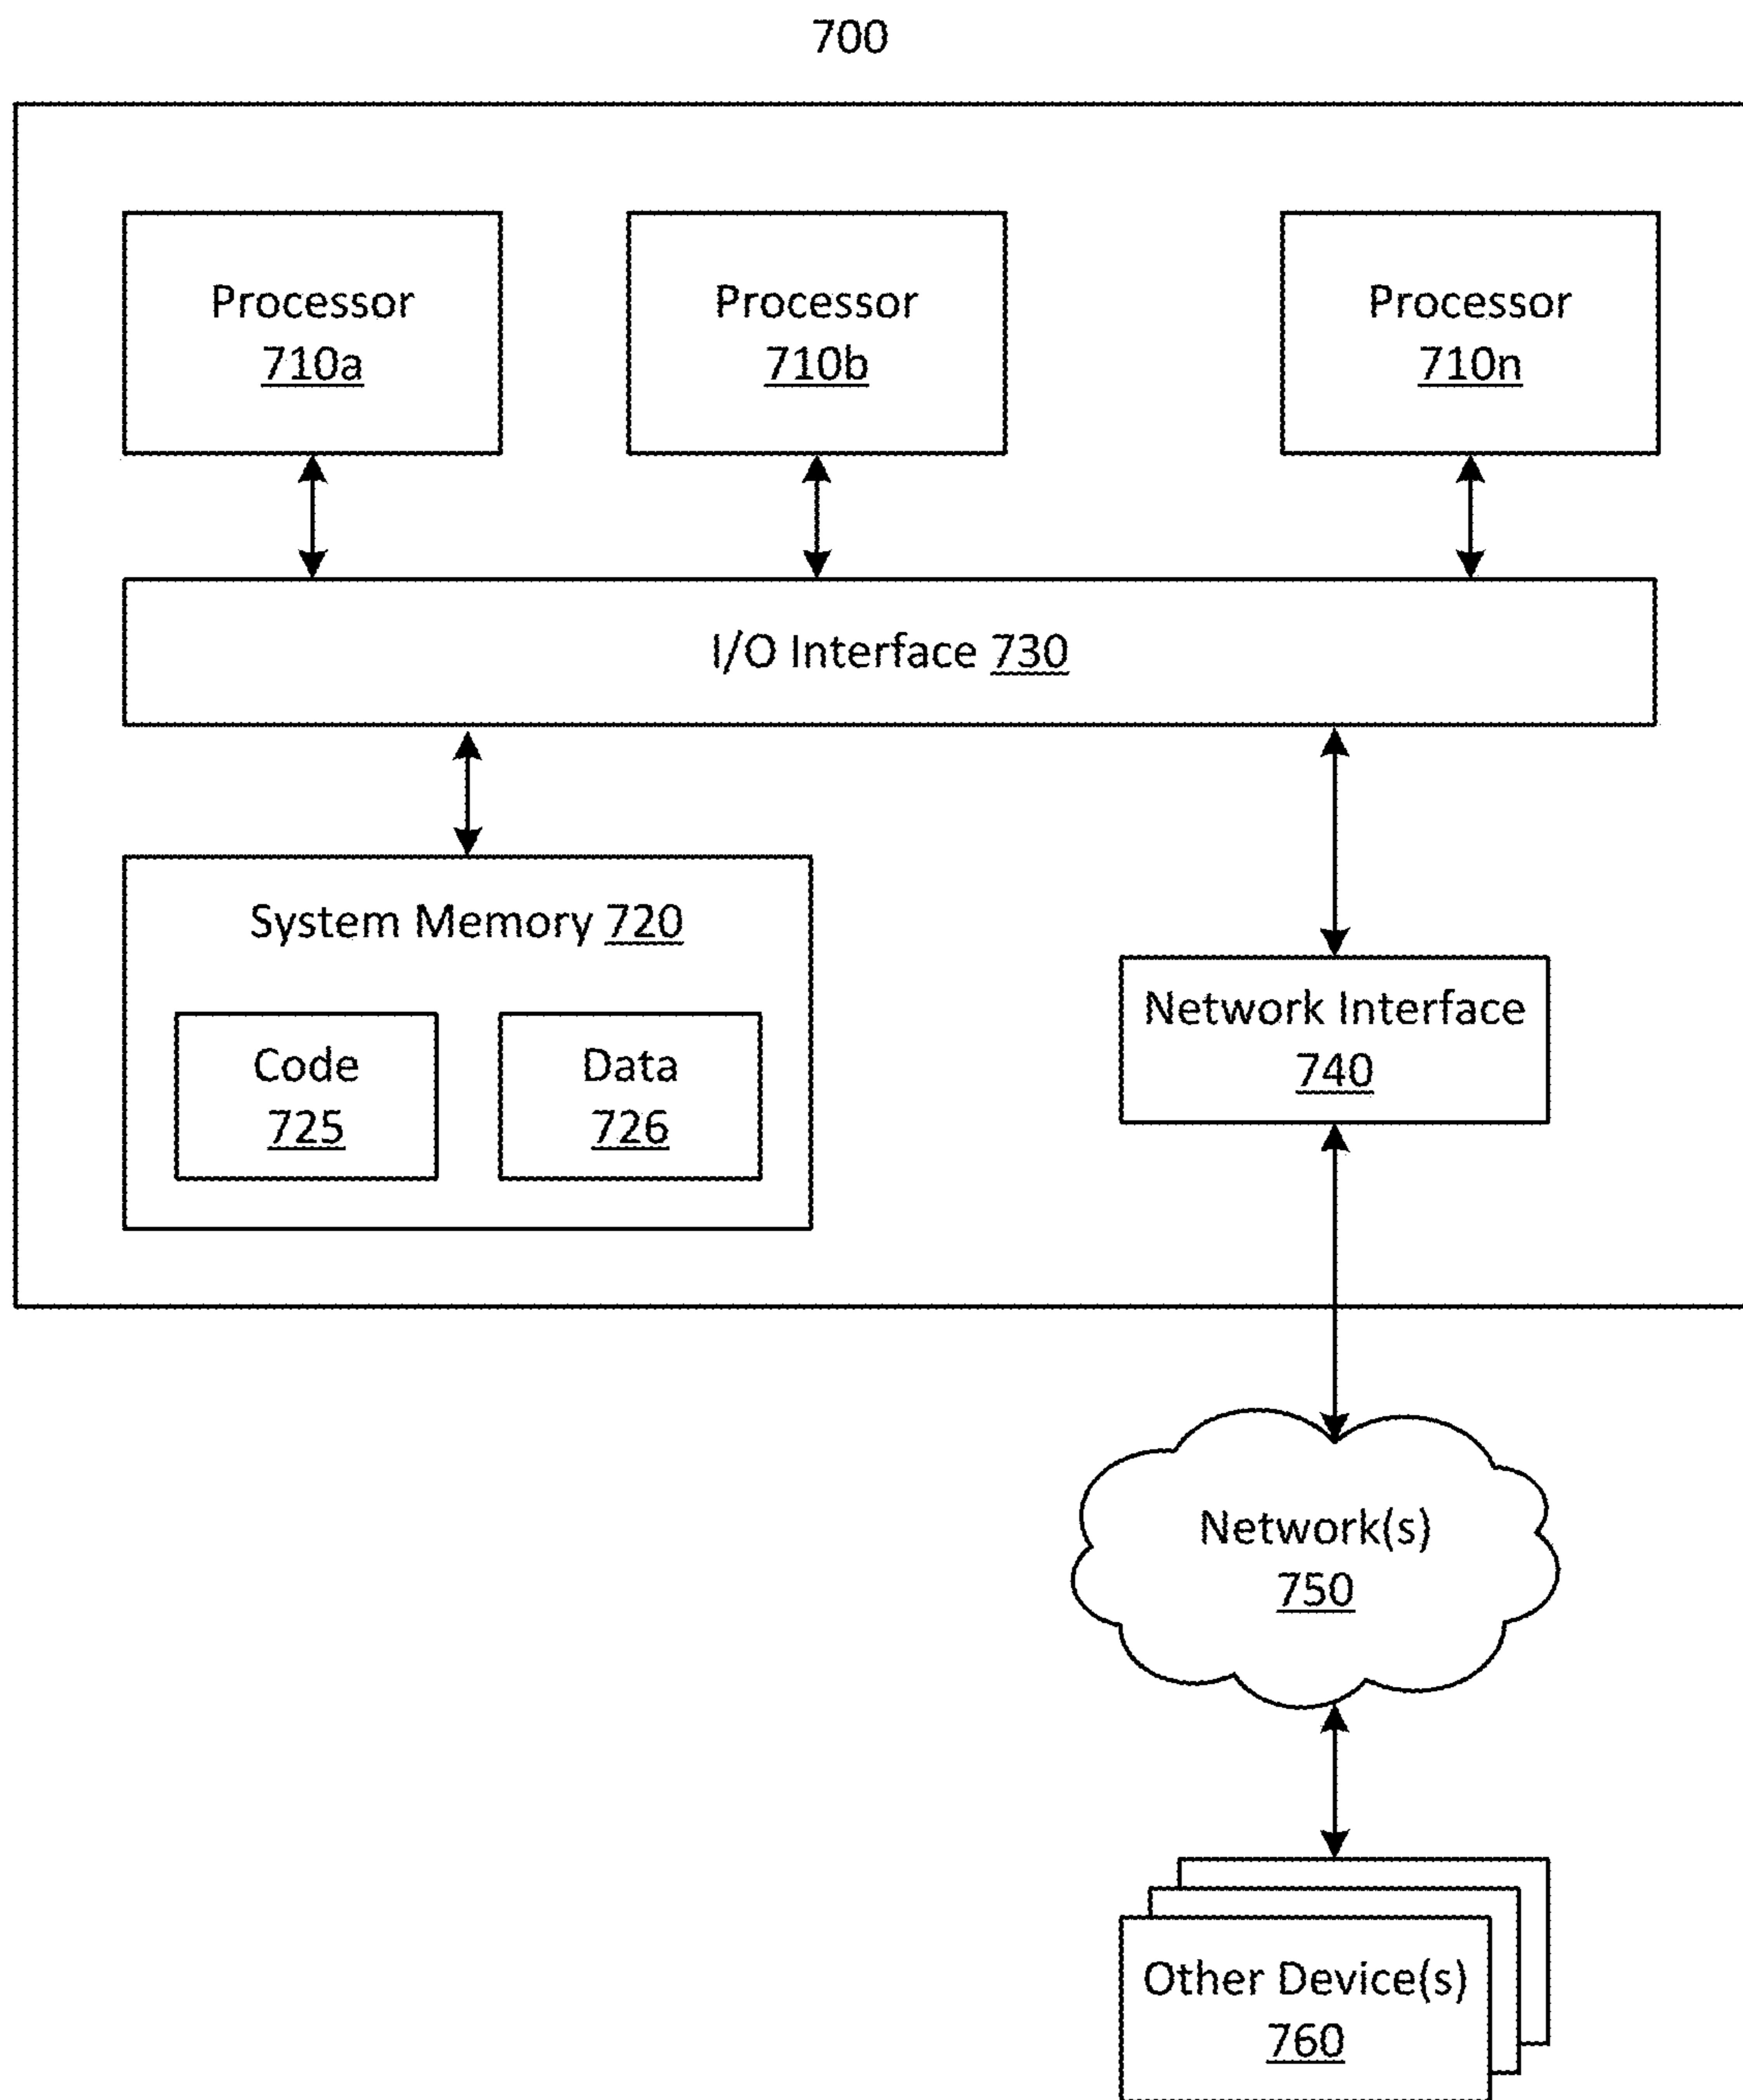 700
Processor
710a
Processor
710b
Processor
710n
I/O Interface 730
System Memory 720
Code
725
Data
726
Network Interface
740
Network(s)
750
Other Device(s)
760